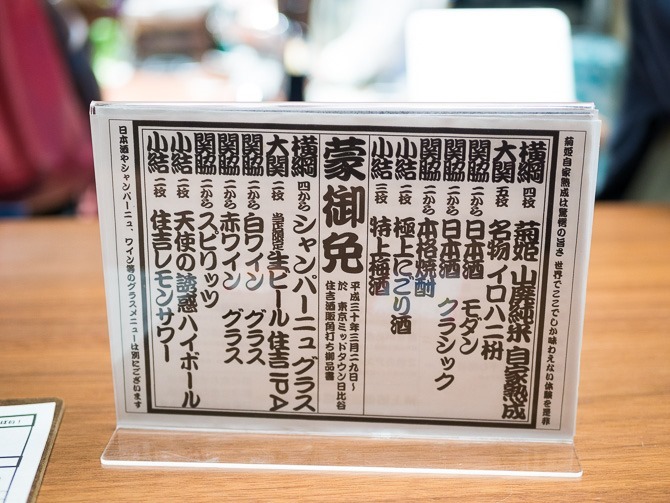 菊姫自家熟成は驚愕の旨さ 世界でここでしか味わえない体験を是非
横綱 四枚 菊姫 山廃純米 自家熟成
大関 五枚 名物 イロハニ枡
関脇 二から 日本酒 モダン
関脇 二から 日本酒 クラシック
関脇 二から 本格焼酎
小結 二枚 極上にごり酒
小結 三枚 特上梅酒
蒙御免
平成三十年三月二九日〜
於 東京ミッドタウン日比谷
住吉酒販角打ち御品書
横綱 四から シャンパーニュ グラス
大関 二枚 当店限定生ビール 住吉IPA
関脇 二から 白ワイン グラス
関脇 二から 赤ワイン グラス
関脇 二から スピリッツ
小結 二枚 天使の誘惑ハイボール
小結 二枚 住吉レモンサワー
日本酒やシャンパーニュ、ワイン等のグラスメニューは別にございます